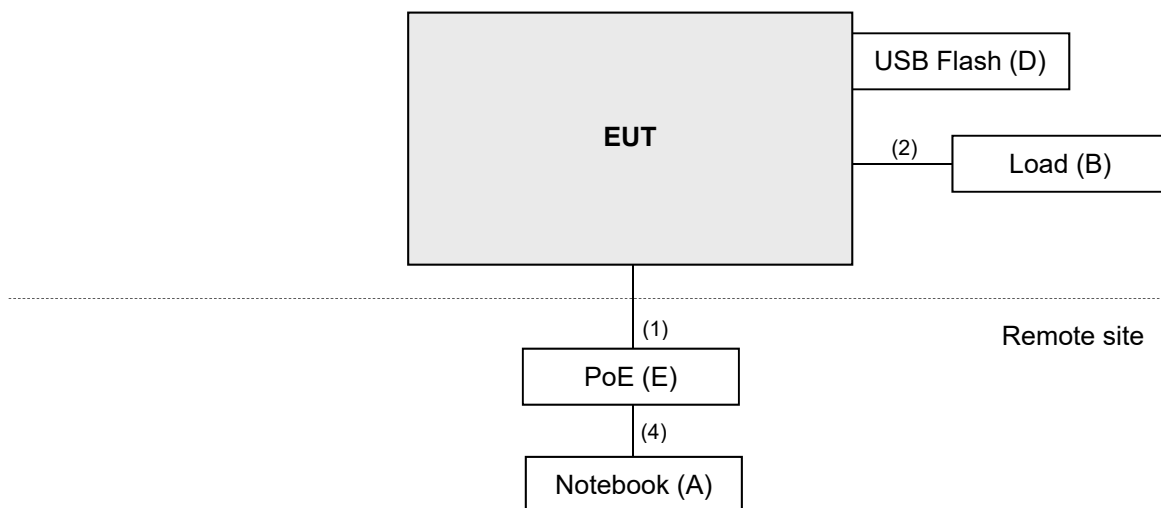 USB Flash (D)
EUT
(2)
Load (B)
(1)
Remote site
PoE (E)
(4)
Notebook (A)